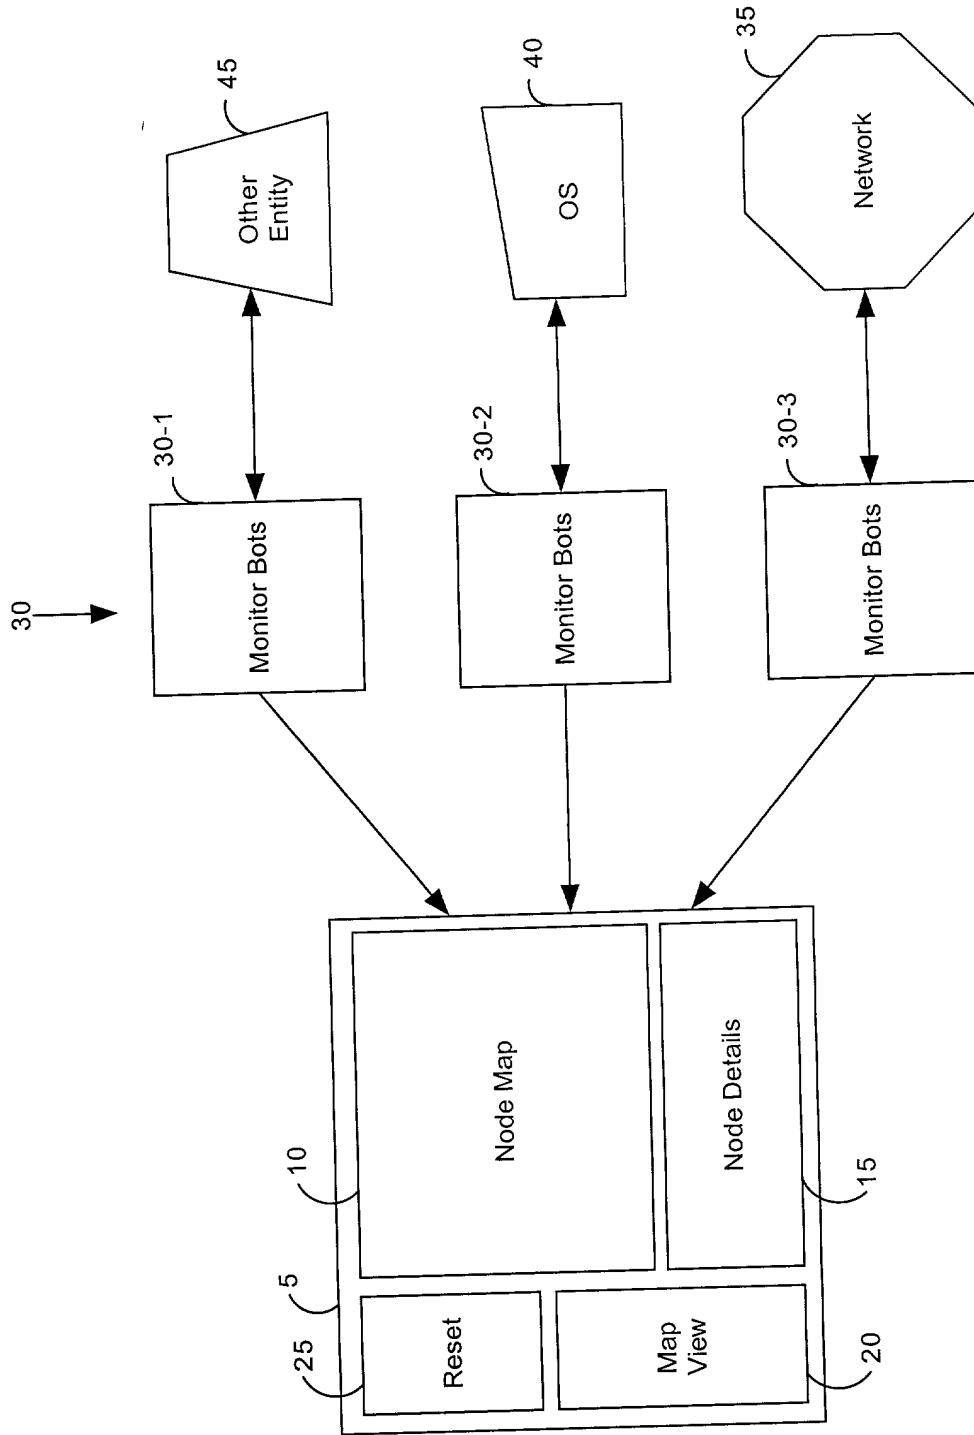 30
30-1
45
Monitor Bots
Other
Entity
30-2
40
Monitor Bots
OS
30-3
35
Monitor Bots
Network
5
25
10
Reset
Node Map
Map
View
Node Details
20
15